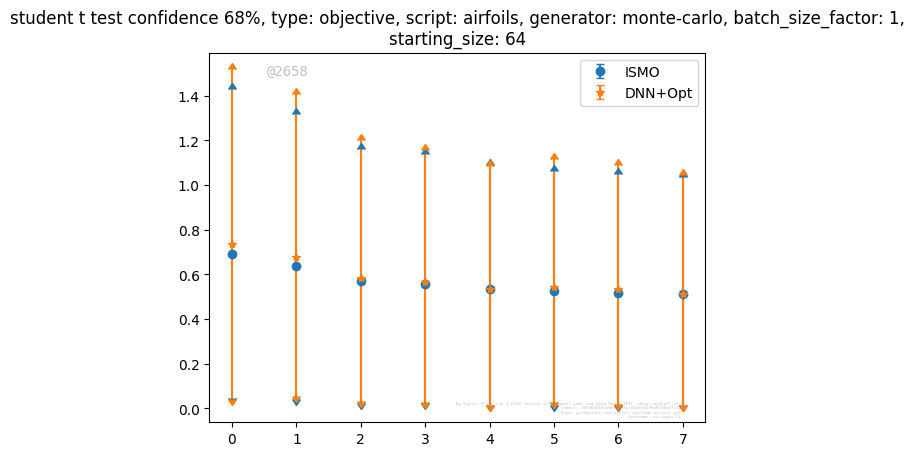 student t test confidence 68%, type: objective, script: airfoils, generator: monte-carlo, batch_size_factor: 1,
starting_size: 64
@2658
ISMO
DNN+Opt
1.4
1.2
1.0
0.8
0.6
0.4
0.2
0.0
0 1 2 3 4 5 6 7